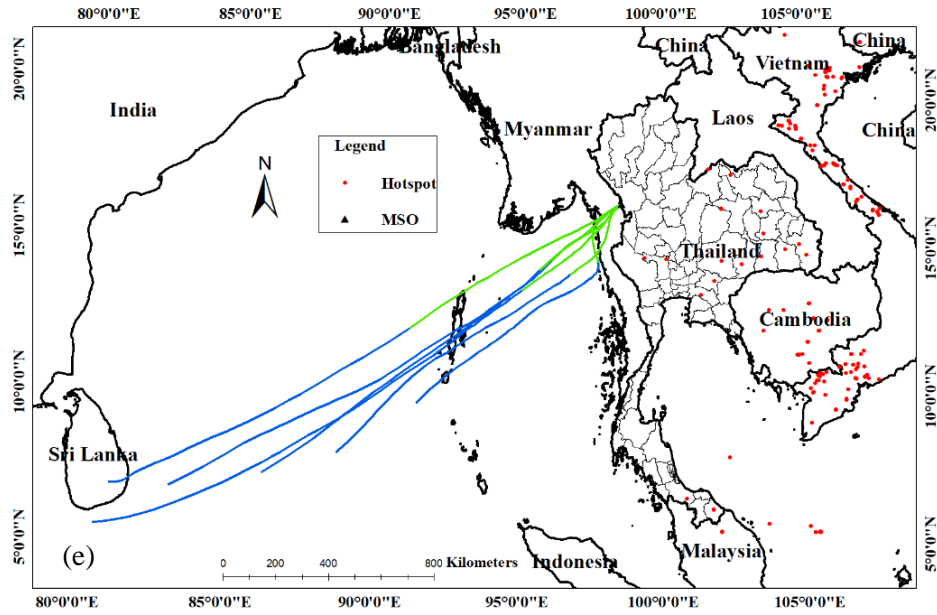 80°0'0"E 85°0'0"E 90°0'0"E 95°0'0"E 100°0'0"E 105°0'0"E
Bangladesh China China
Vietnam
20°0'0"N 20°0'0"N
India
Myanmar Laos China
Legend
N
Hotspot
MSO
15°0'0"N 15°0'0"N
Thailand
Cambodia
10°0'0"N 10°0'0"N
Sri Lanka
5°0'0"N 5°0'0"N
(e)
0 200 400 800 Kilometers
Indonesia Malaysia
80°0'0"E 85°0'0"E 90°0'0"E 95°0'0"E 100°0'0"E 105°0'0"E